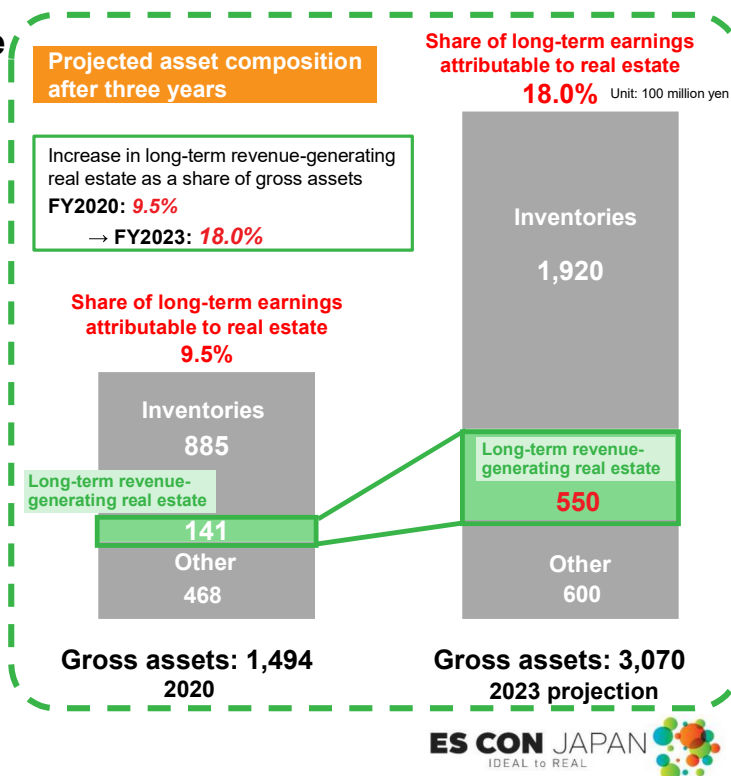 e
Projected asset composition
after three years
Share of long-term earnings
attributable to real estate
18.0%
Unit: 100 million yen
Increase in long-term revenue-generating
real estate as a share of gross assets
FY2020: 9.5%
→ FY2023: 18.0%
Share of long-term earnings
attributable to real estate
9.5%
Inventories
885
Long-term revenue-
generating real estate
141
Other
468
Gross assets: 1,494
2020
Inventories
1,920
Long-term revenue-
generating real estate
550
Other
600
Gross assets: 3,070
2023 projection
ES CON JAPAN
IDEAL to REAL